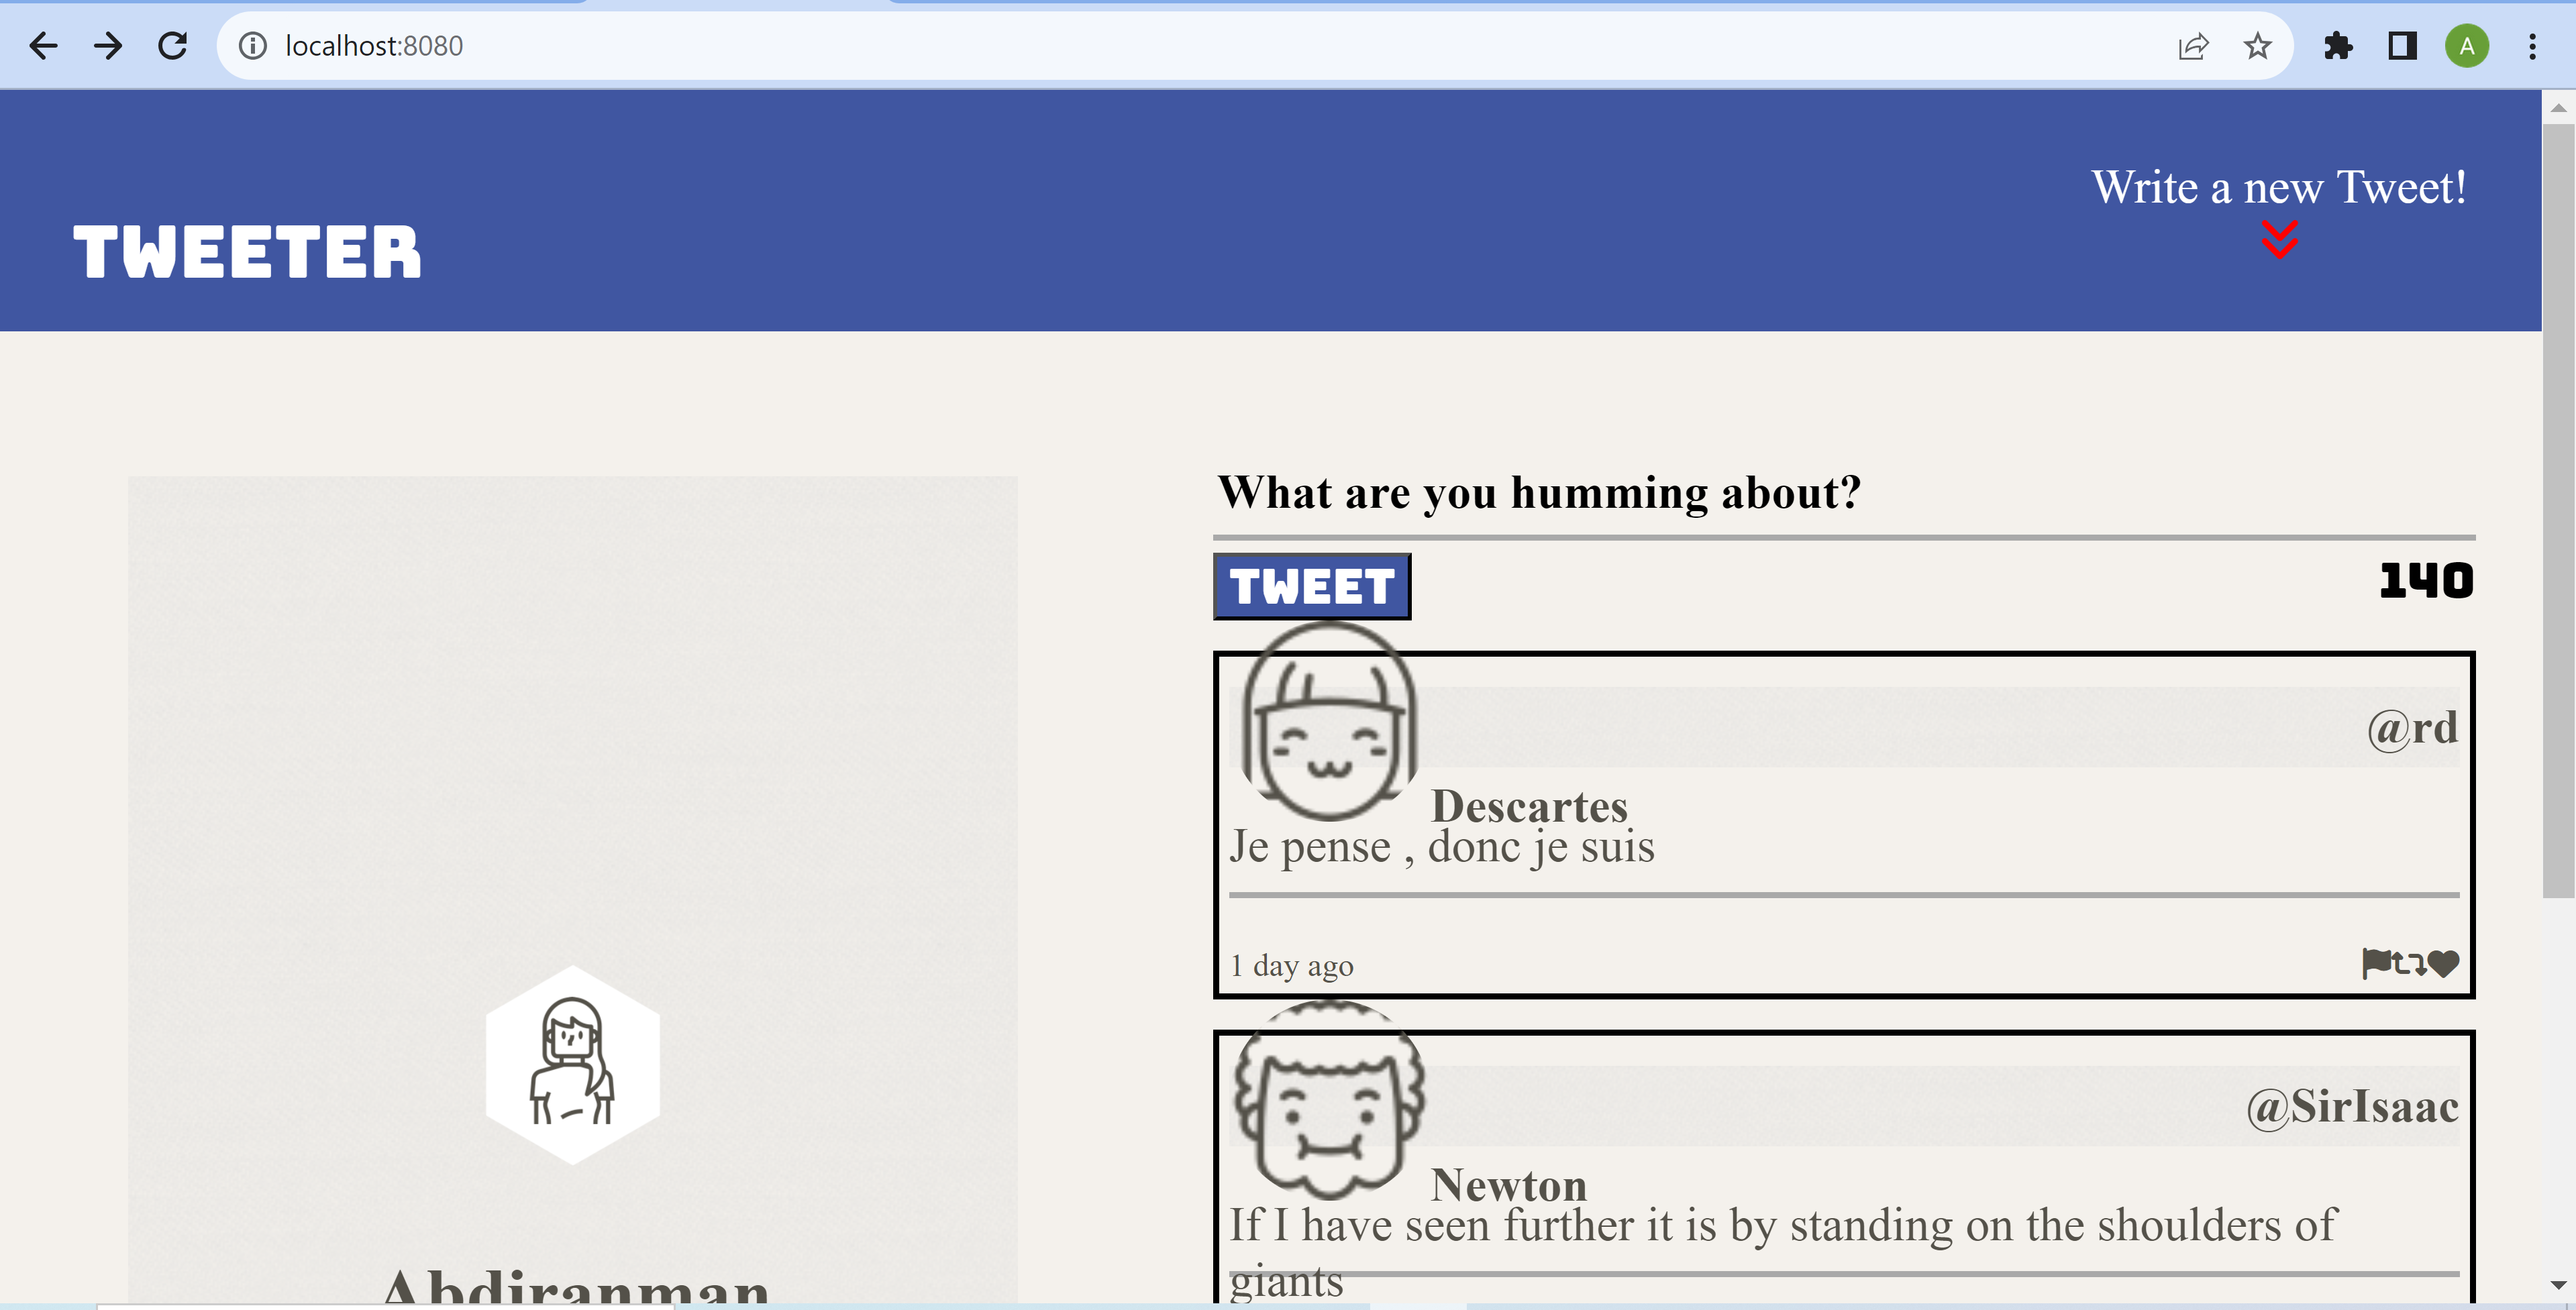 localhost:8080
A
Write a new Tweet!
TWEETER
What are you humming about?
TWEET
140
@rd
Descartes
Je pense , donc je suis
1 day ago
@SirIsaac
Newton
If I have seen further it is by standing on the shoulders of
giants
Abdiranman